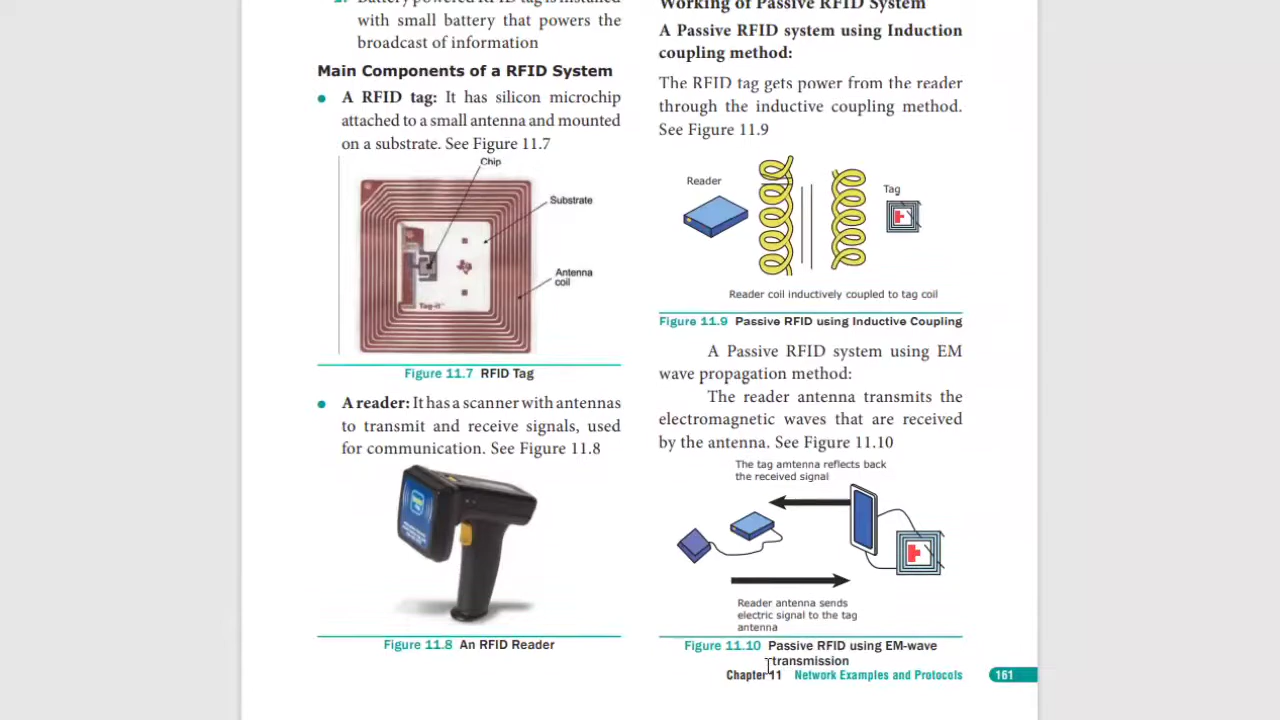 2. Battery powered RFID tag is installed
with small battery that powers the
broadcast of information
Main Components of a RFID System
• A RFID tag: It has silicon microchip
attached to a small antenna and mounted
on a substrate. See Figure 11.7
Chip
Substrate
Antenna
coil
Tag-it™
Figure 11.7 RFID Tag
• A reader: It has a scanner with antennas
to transmit and receive signals, used
for communication. See Figure 11.8
Figure 11.8 An RFID Reader
Working of Passive RFID System
A Passive RFID system using Induction
coupling method:
The RFID tag gets power from the reader
through the inductive coupling method.
See Figure 11.9
Reader
Tag
Reader coil inductively coupled to tag coil
Figure 11.9 Passive RFID using Inductive Coupling
A Passive RFID system using EM
wave propagation method:
The reader antenna transmits the
electromagnetic waves that are received
by the antenna. See Figure 11.10
The tag amtenna reflects back
the received signal
Reader antenna sends
electric signal to the tag
antenna
Figure 11.10 Passive RFID using EM-wave
transmission
Chapter 11 Network Examples and Protocols 161